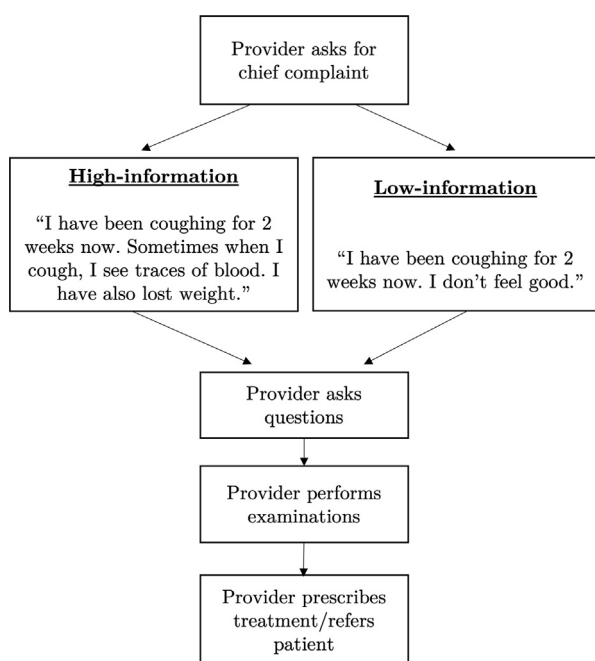 Provider asks for
chief complaint
High-information
“I have been coughing for 2
weeks now. Sometimes when I
cough, I see traces of blood. I
have also lost weight.”
Low-information
“I have been coughing for 2
weeks now. I don’t feel good.”
Provider asks
questions
Provider performs
examinations
Provider prescribes
treatment/refers
patient